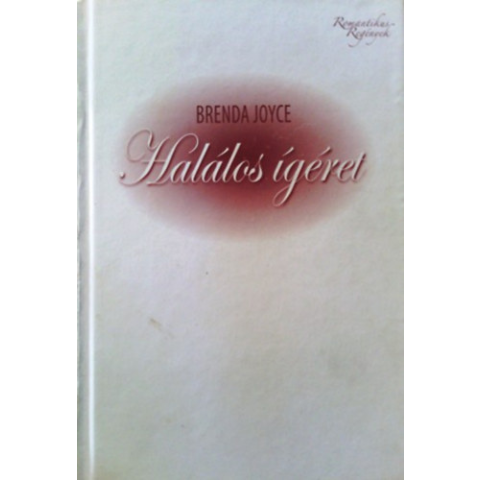 Romantikus
Regények
BRENDA JOYCE
Halálos ígéret